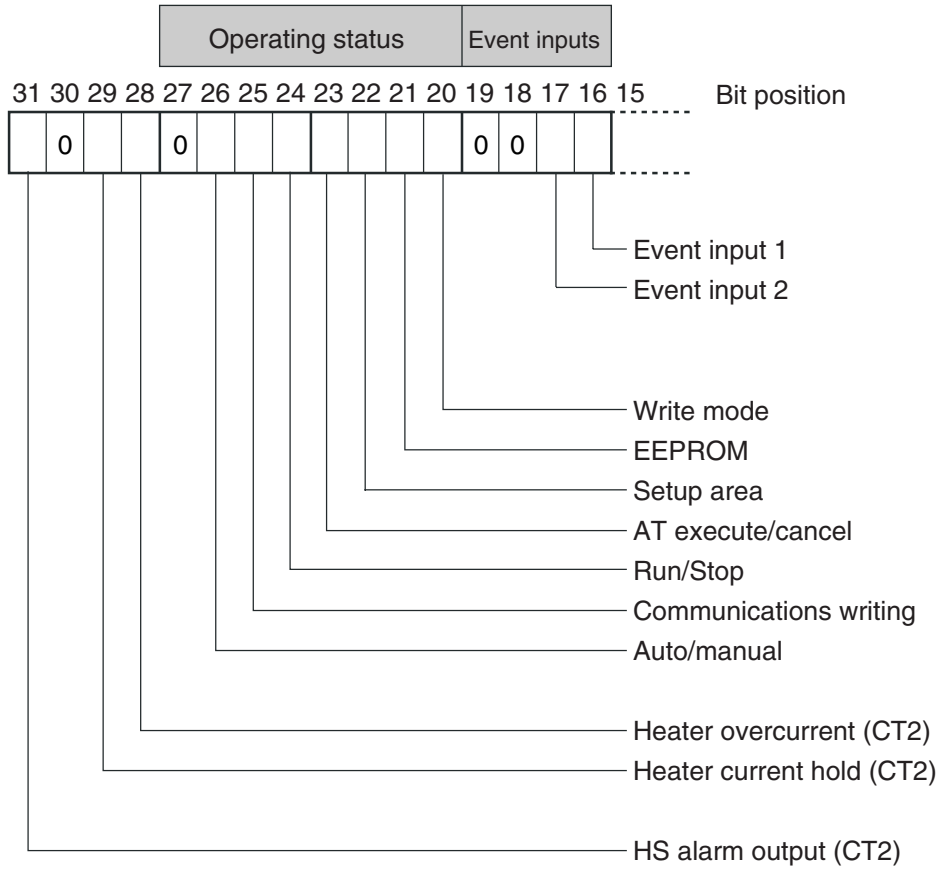 Operating status Event inputs
31 30 29 28 27 26 25 24 23 22 21 20 19 18 17 16 15 Bit position
0 0 0 0
Event input 1
Event input 2
Write mode
EEPROM
Setup area
AT execute/cancel
Run/Stop
Communications writing
Auto/manual
Heater overcurrent (CT2)
Heater current hold (CT2)
HS alarm output (CT2)